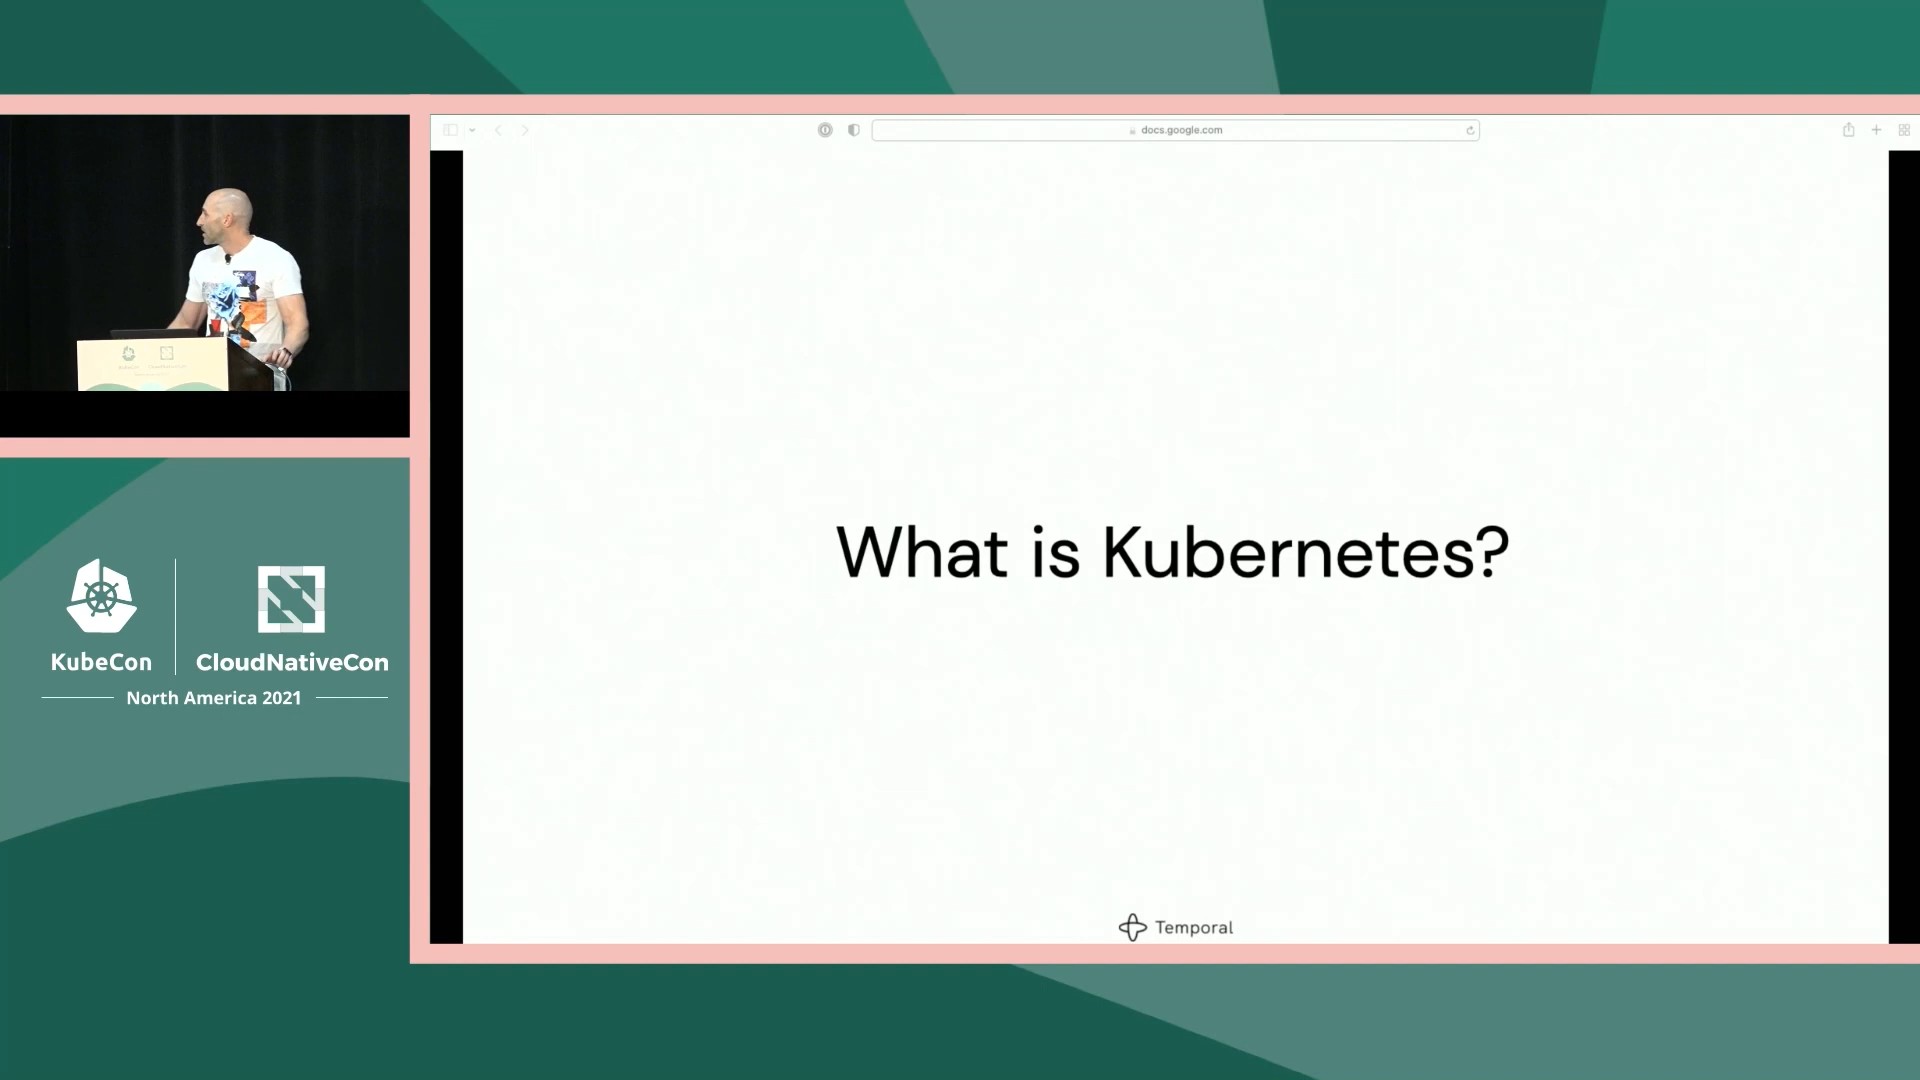 docs.google.com
What is Kubernetes?
Temporal
KubeCon
CloudNativeCon
North America 2021